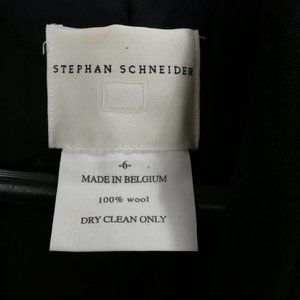 STEPHAN SCHNEIDER
-6-
MADE IN BELGIUM
100% wool
DRY CLEAN ONLY